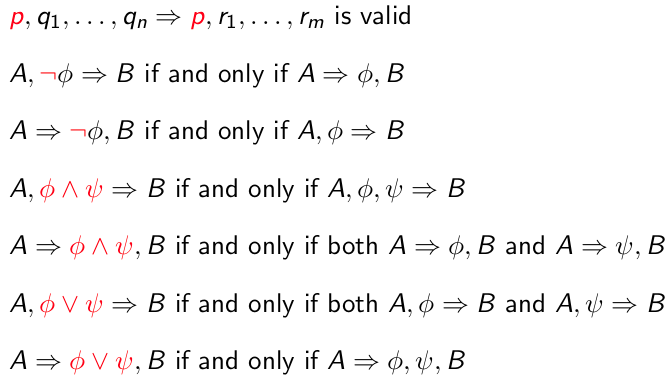 p, q₁, . . . , qₙ ⇒ p, r₁, . . . , rₘ is valid
A, ¬ϕ ⇒ B if and only if A ⇒ ϕ, B
A ⇒ ¬ϕ, B if and only if A, ϕ ⇒ B
A, ϕ ∧ ψ ⇒ B if and only if A, ϕ, ψ ⇒ B
A ⇒ ϕ ∧ ψ, B if and only if both A ⇒ ϕ, B and A ⇒ ψ, B
A, ϕ ∨ ψ ⇒ B if and only if both A, ϕ ⇒ B and A, ψ ⇒ B
A ⇒ ϕ ∨ ψ, B if and only if A ⇒ ϕ, ψ, B